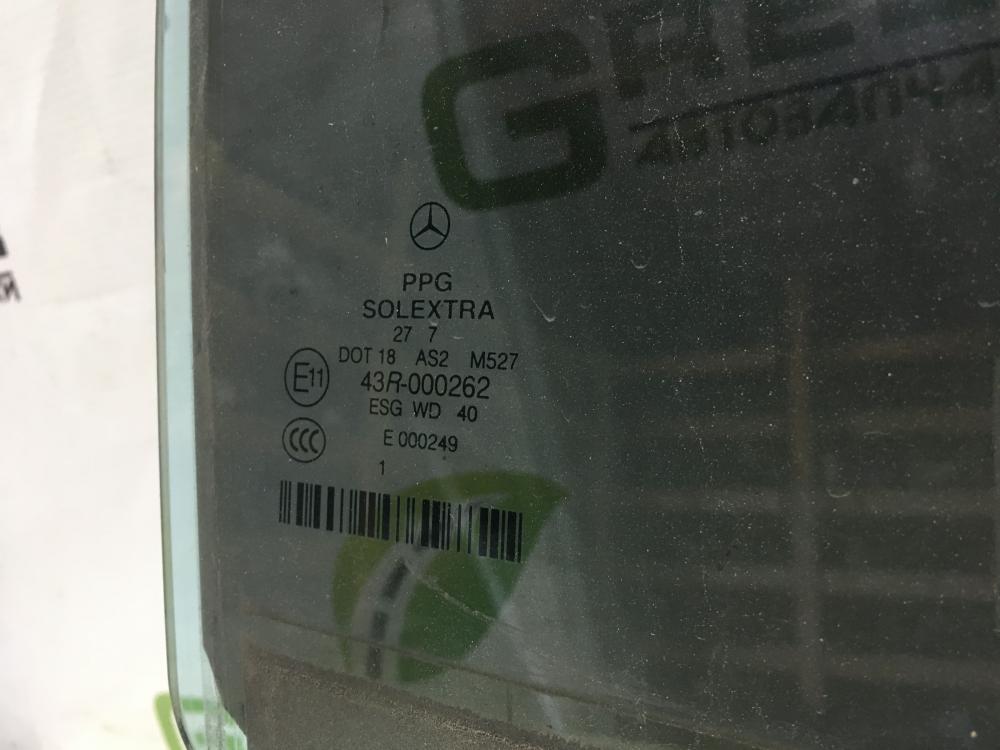 PPG
SOLEXTRA
27 7
DOT 18 AS2 M527
E11 43R-000262
ESG WD 40
CCC E 000249
1